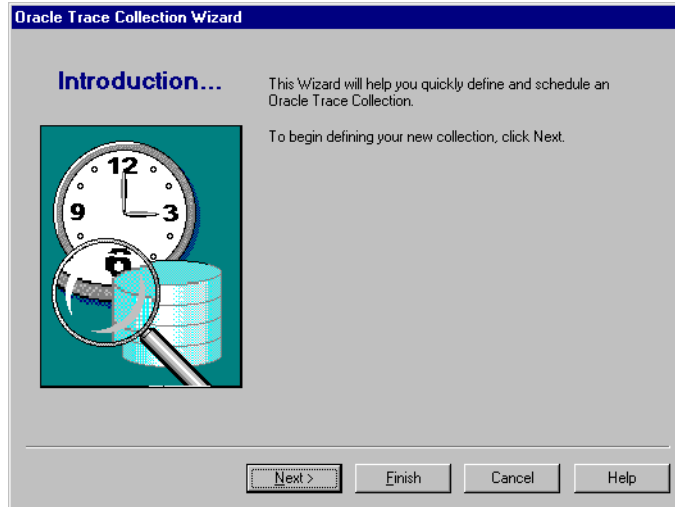 Oracle Trace Collection Wizard
Introduction...
This Wizard will help you quickly define and schedule an
Oracle Trace Collection.
To begin defining your new collection, click Next.
12
9
3
6
Next >
Finish
Cancel
Help